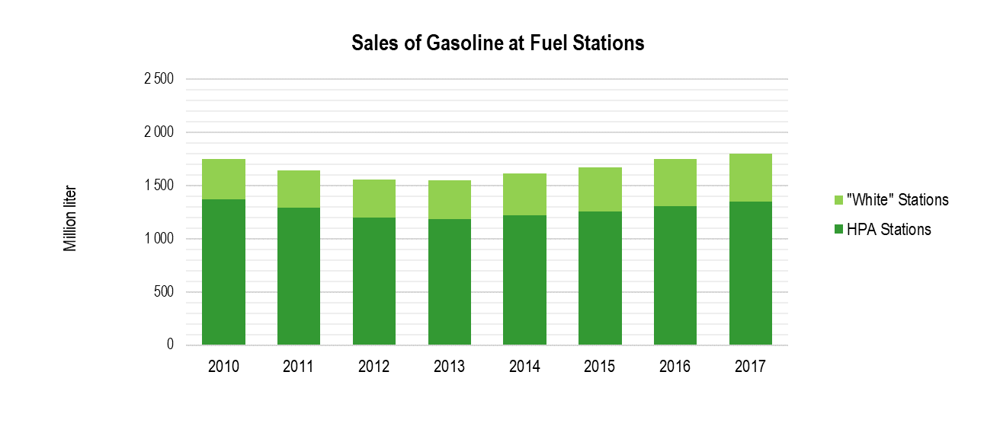 Sales of Gasoline at Fuel Stations
2 500
2 000
1 500
1 000
500
0
Million liter
2010 2011 2012 2013 2014 2015 2016 2017
"White" Stations
HPA Stations